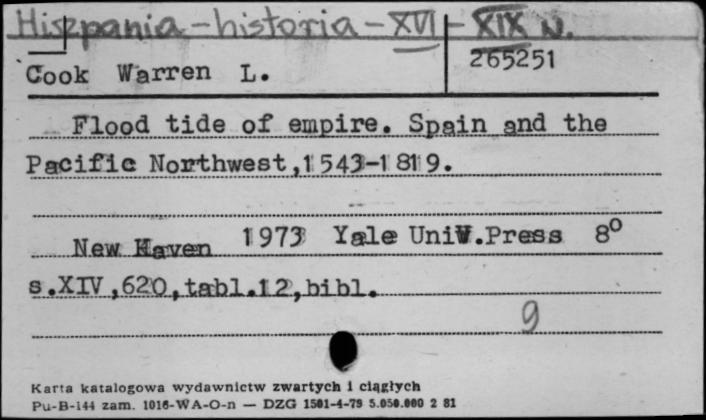 Hiszpania - historia - XVI - XIX w.
265251
Cook Warren L.
Flood tide of empire. Spain and the
Pacific Northwest,1543-1819.
New Haven 1973 Yale Univ.Press 8º
s.XIV,620,tabl.12,bibl.
9
Karta katalogowa wydawnictw zwartych i ciągłych
Pu-B-144 zam. 1016-WA-O-n — DZG 1501-4-79 5.050.000 2 81